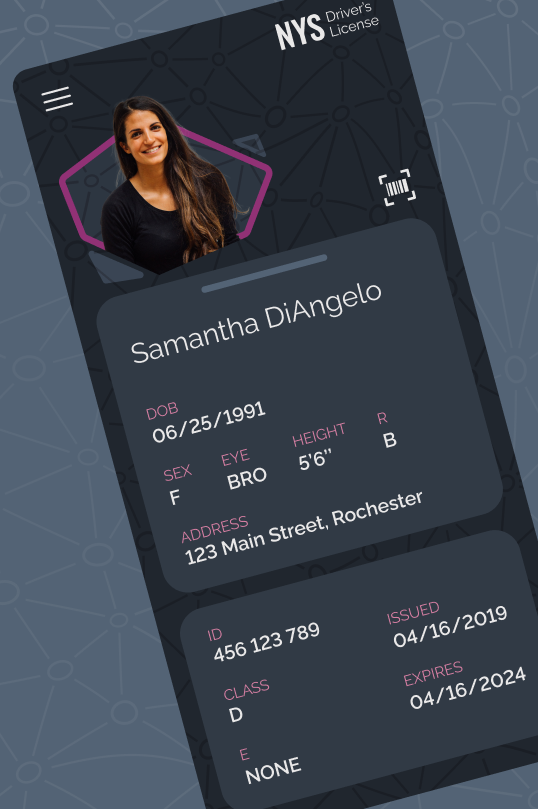 NYS Driver's
License
Samantha DiAngelo
DOB
06/25/1991
SEX EYE HEIGHT R
F BRO 5'6" B
ADDRESS
123 Main Street, Rochester
ID ISSUED
456 123 789 04/16/2019
CLASS EXPIRES
D 04/16/2024
E
NONE